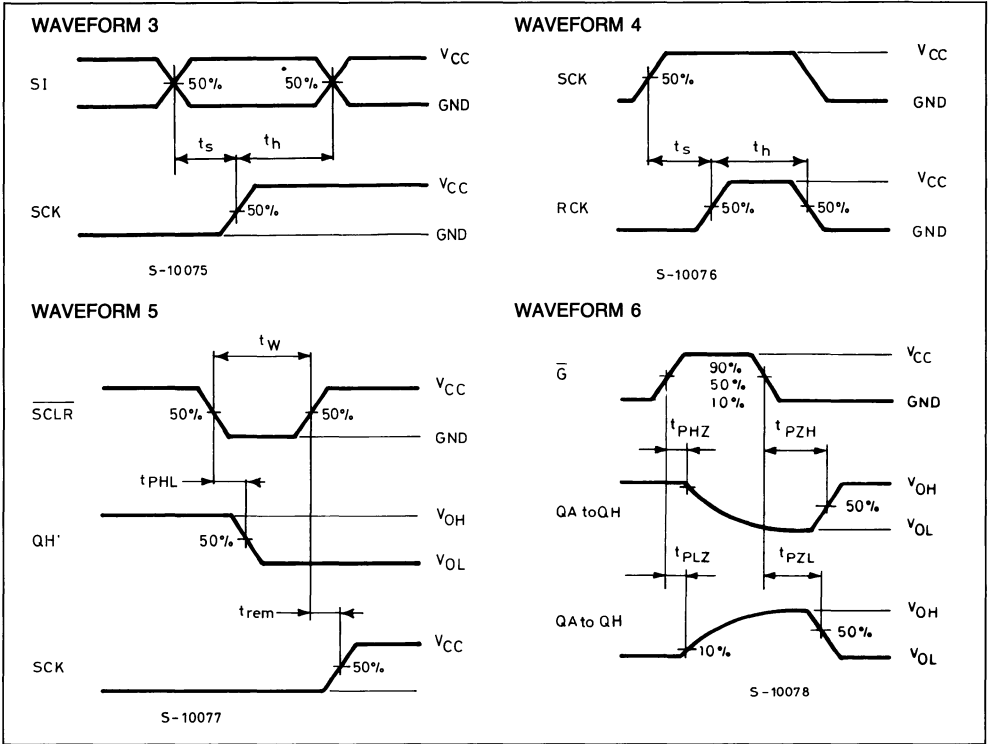 WAVEFORM 3
SI
50%
50%
VCC
GND
ts
th
SCK
50%
VCC
GND
S-10075
WAVEFORM 4
SCK
50%
VCC
GND
ts
th
RCK
50%
50%
VCC
GND
S-10076
WAVEFORM 5
tW
SCLR
50%
50%
VCC
GND
tPHL
QH'
50%
VOH
VOL
trem
SCK
50%
VCC
S-10077
WAVEFORM 6
G
90%
50%
10%
VCC
GND
tPHZ
tPZH
QA toQH
50%
VOH
VOL
tPLZ
tPZL
QA to QH
10%
50%
VOH
VOL
S-10078